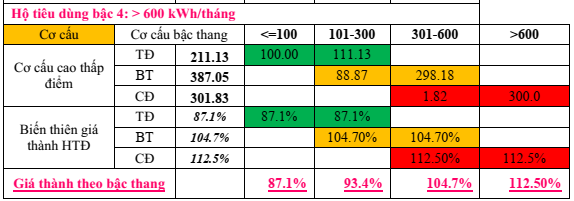 Hộ tiêu dùng bậc 4: > 600 kWh/tháng
Cơ cấu Cơ cấu bậc thang <=100 101-300 301-600 >600
Cơ cấu cao thấp điểm
TĐ 211.13 100.00 111.13
BT 387.05 88.87 298.18
CĐ 301.83 1.82 300.0
Biến thiên giá thành HTĐ
TĐ 87.1% 87.1% 87.1%
BT 104.7% 104.70% 104.70%
CĐ 112.5% 112.50% 112.5%
Giá thành theo bậc thang 87.1% 93.4% 104.7% 112.50%